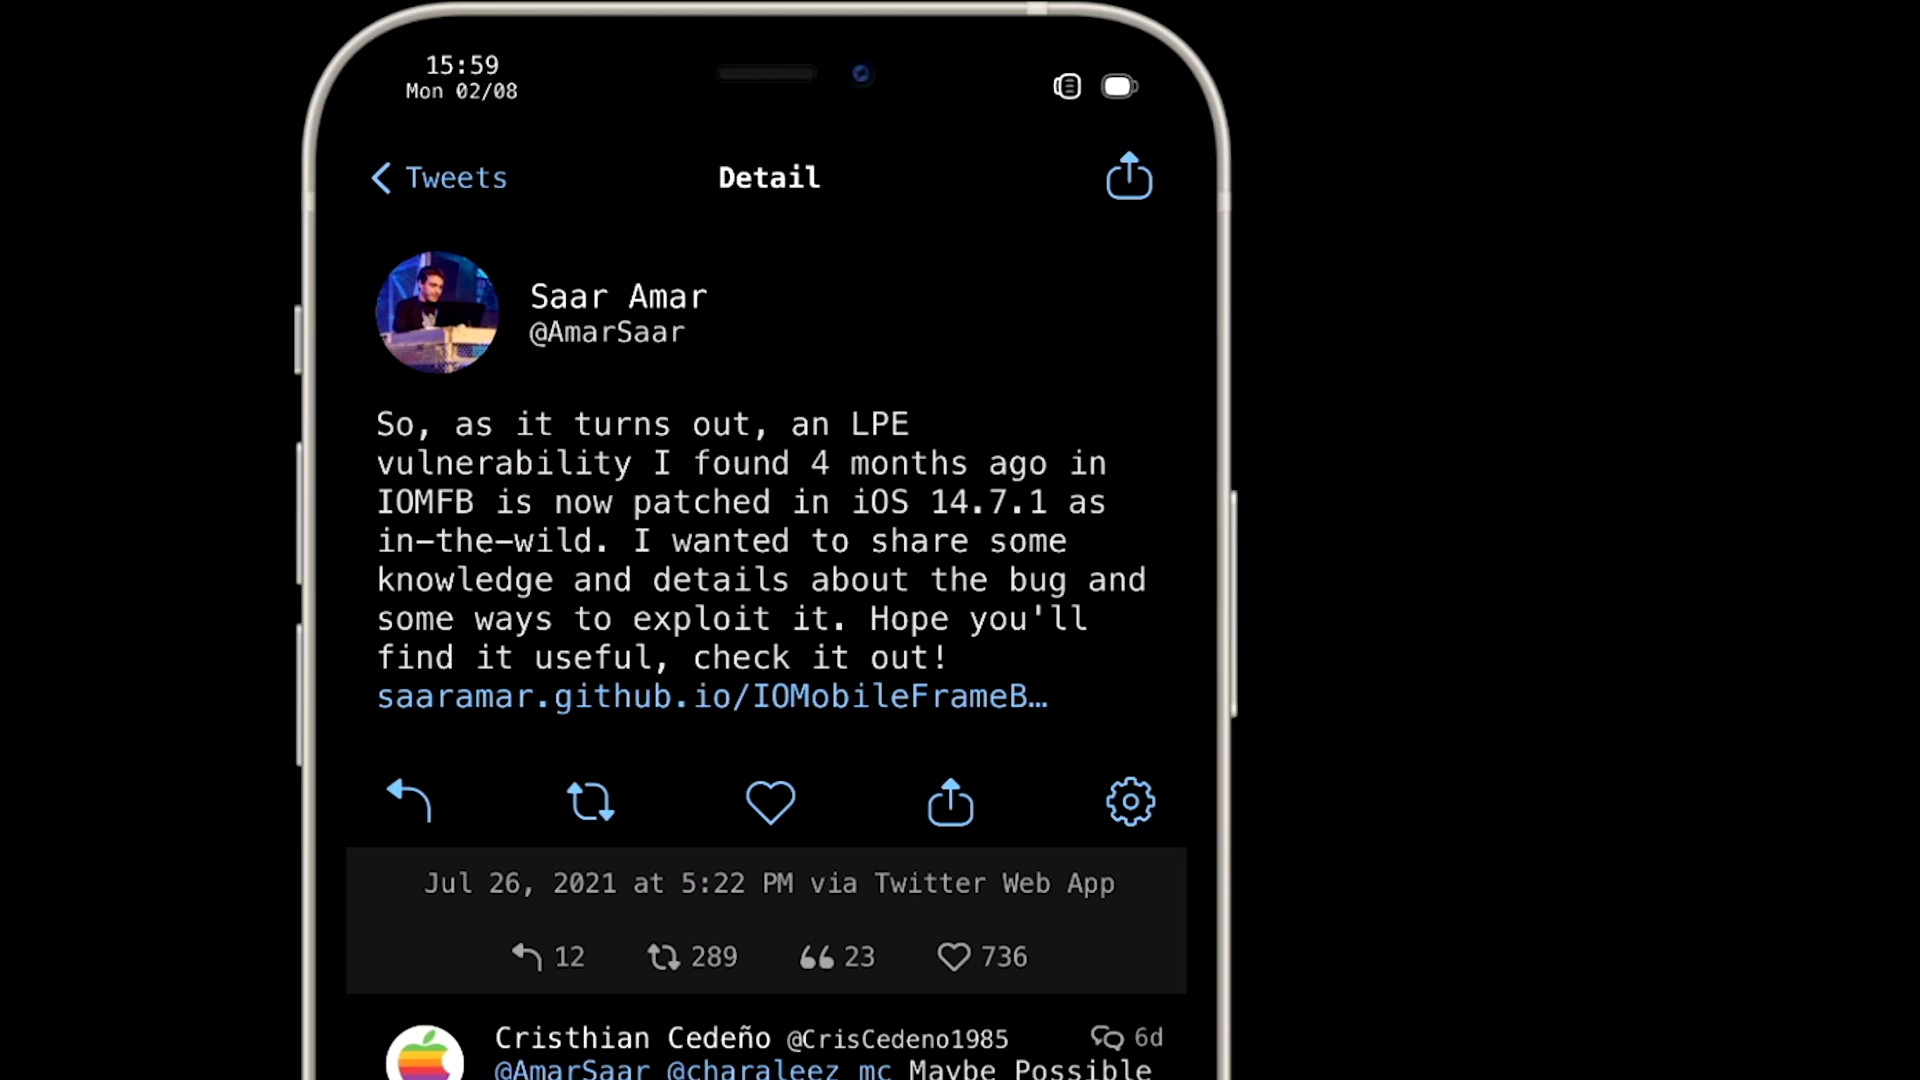 15:59
Mon 02/08
Tweets
Detail
Saar Amar
@AmarSaar
So, as it turns out, an LPE
vulnerability I found 4 months ago in
IOMFB is now patched in iOS 14.7.1 as
in-the-wild. I wanted to share some
knowledge and details about the bug and
some ways to exploit it. Hope you'll
find it useful, check it out!
saaramar.github.io/IOMobileFrameB…
Jul 26, 2021 at 5:22 PM via Twitter Web App
12 289 23 736
Cristhian Cedeño @CrisCedeno1985 6d
@AmarSaar @charaleez_mc Maybe Possible